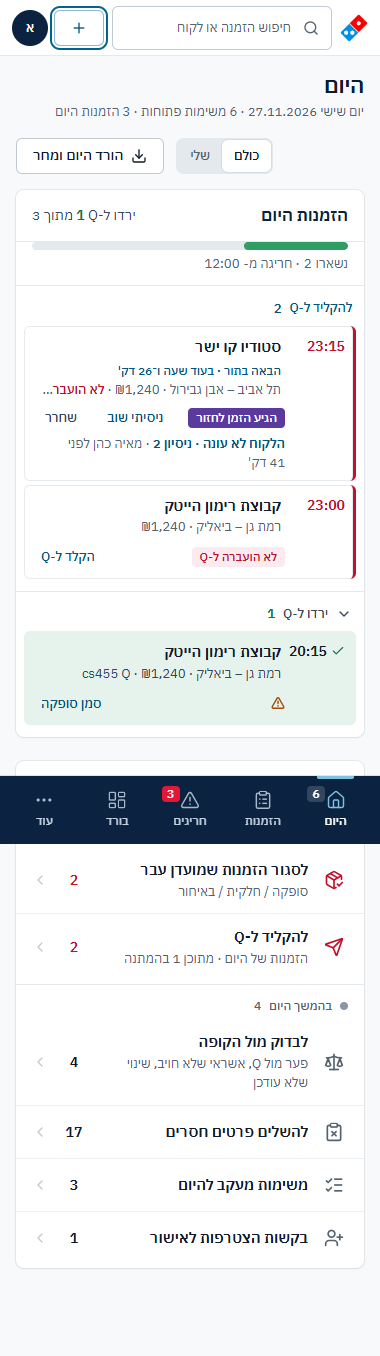 חיפוש הזמנה או לקוח
א
היום
יום שישי 27.11.2026 · 6 משימות פתוחות · 3 הזמנות היום
כולם
שלי
הורד היום ומחר
הזמנות היום
ירדו ל-Q 1 מתוך 3
נשארו 2 · חריגה מ- 12:00
להקליד ל-Q 2
23:15
סטודיו קו ישר
הבאה בתור · בעוד שעה ו־26 דק'
תל אביב – אבן גבירול · ₪1,240 · לא הועבר...
הגיע הזמן לחזור
ניסיתי שוב
שחרר
הלקוח לא עונה · ניסיון 2 · מאיה כהן לפני
41 דק'
23:00
קבוצת רימון הייטק
רמת גן – ביאליק · ₪1,240
לא הועברה ל-Q
הקלד ל-Q
ירדו ל-Q 1
20:15
קבוצת רימון הייטק
רמת גן – ביאליק · ₪1,240 · cs455 Q
סמן סופקה
6
היום
הזמנות
3
חריגים
בורד
עוד
לסגור הזמנות שמועדן עבר
סופקה / חלקית / באיחור
2
להקליד ל-Q
הזמנות של היום · מתוכן 1 בהמתנה
2
בהמשך היום 4
לבדוק מול הקופה
פער מול Q, אשראי שלא חויב, שינוי
שלא עודכן
4
להשלים פרטים חסרים
17
משימות מעקב להיום
3
בקשות הצטרפות לאישור
1